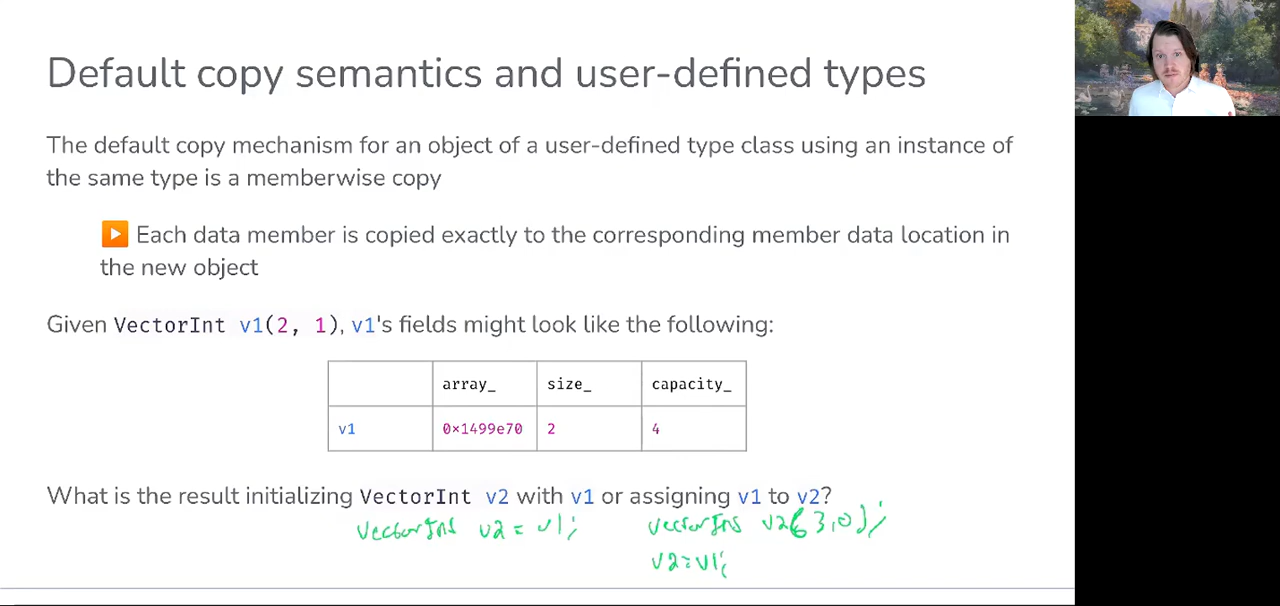 Default copy semantics and user-defined types
The default copy mechanism for an object of a user-defined type class using an instance of
the same type is a memberwise copy
Each data member is copied exactly to the corresponding member data location in
the new object
Given VectorInt v1(2, 1), v1's fields might look like the following:
array_ size_ capacity_
v1 0×1499e70 2 4
What is the result initializing VectorInt v2 with v1 or assigning v1 to v2?
VectorInt v2 = v1; VectorInt v2(3,0);
v2=v1;